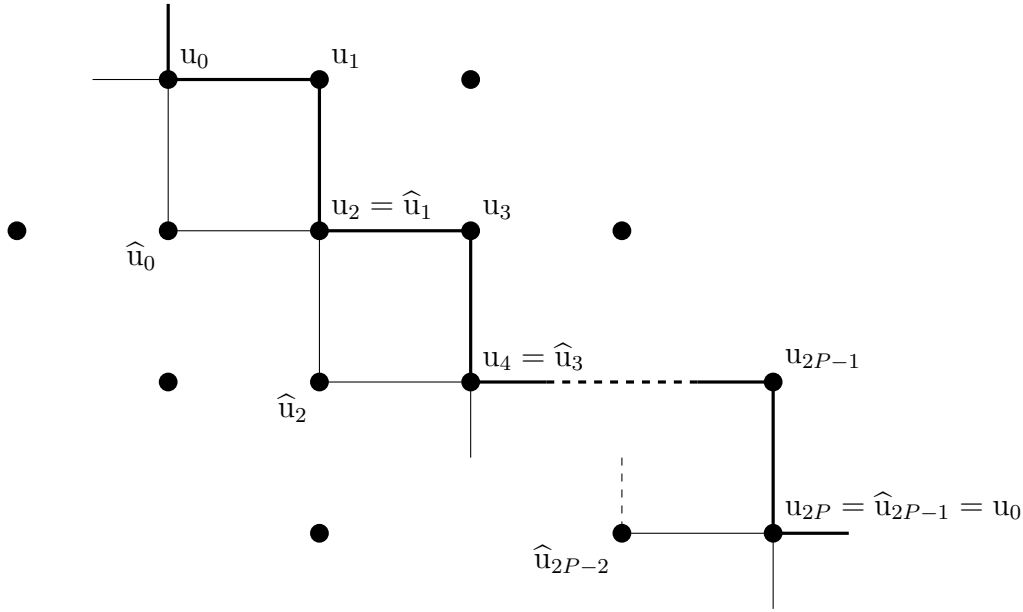 u₀
u₁
u₂ = û₁
u₃
û₀
u₄ = û₃
u₂P₋₁
û₂
u₂P = û₂P₋₁ = u₀
û₂P₋₂